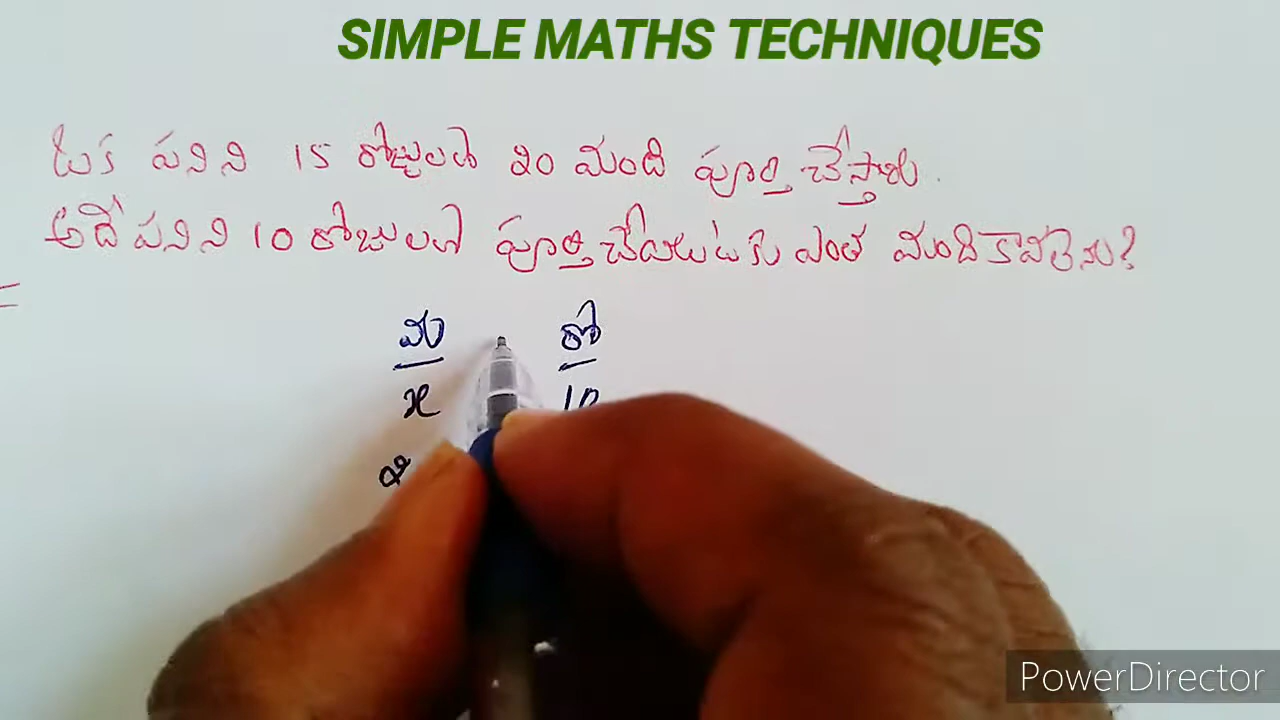 SIMPLE MATHS TECHNIQUES
ఒక పనిని 15 రోజులలో 20 మంది పూర్తి చేస్తారు.
అదే పనిని 10 రోజులలో పూర్తి చేయుటకు ఎంత మంది కావలెను?
మ రో
x 10
PowerDirector